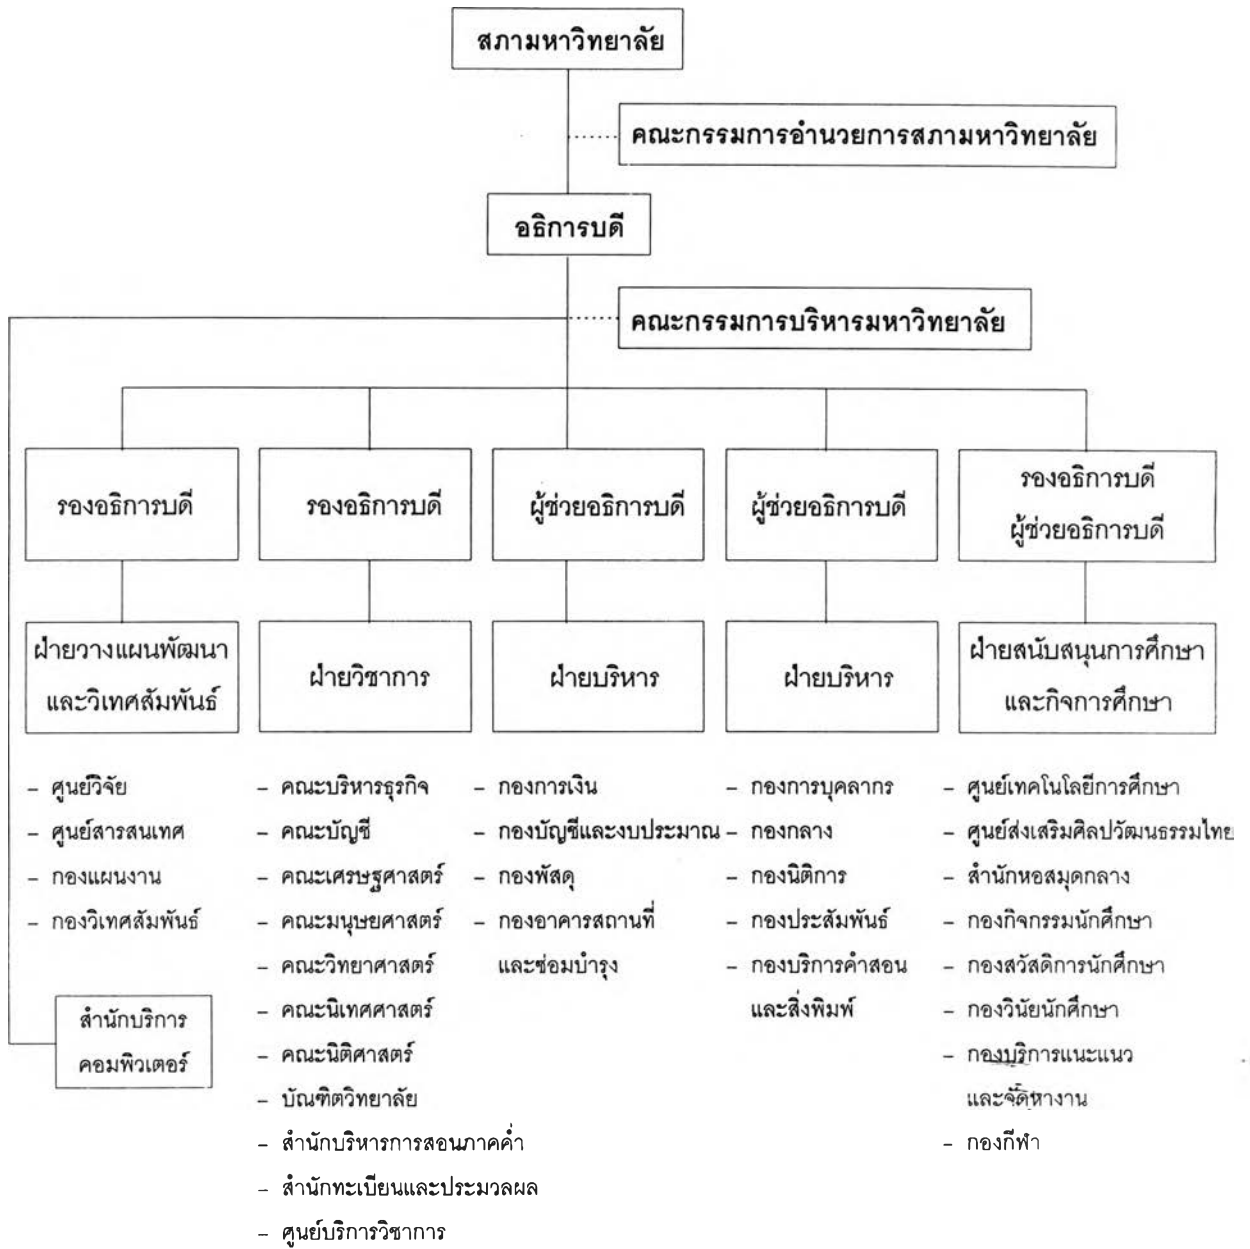 สภามหาวิทยาลัย
คณะกรรมการอำนวยการสภามหาวิทยาลัย
อธิการบดี
คณะกรรมการบริหารมหาวิทยาลัย
รองอธิการบดี
รองอธิการบดี
ผู้ช่วยอธิการบดี
ผู้ช่วยอธิการบดี
รองอธิการบดี
ผู้ช่วยอธิการบดี
ฝ่ายวางแผนพัฒนา
และวิเทศสัมพันธ์
ฝ่ายวิชาการ
ฝ่ายบริหาร
ฝ่ายบริหาร
ฝ่ายสนับสนุนการศึกษา
และกิจการศึกษา
– ศูนย์วิจัย
– ศูนย์สารสนเทศ
– กองแผนงาน
– กองวิเทศสัมพันธ์
สำนักบริการ
คอมพิวเตอร์
– คณะบริหารธุรกิจ
– คณะบัญชี
– คณะเศรษฐศาสตร์
– คณะมนุษยศาสตร์
– คณะวิทยาศาสตร์
– คณะนิเทศศาสตร์
– คณะนิติศาสตร์
– บัณฑิตวิทยาลัย
– สำนักบริหารการสอนภาคค่ำ
– สำนักทะเบียนและประมวลผล
– ศูนย์บริการวิชาการ
– กองการเงิน
– กองบัญชีและงบประมาณ
– กองพัสดุ
– กองอาคารสถานที่
และซ่อมบำรุง
– กองการบุคลากร
– กองกลาง
– กองนิติการ
– กองประสัมพันธ์
– กองบริการคำสอน
และสิ่งพิมพ์
– ศูนย์เทคโนโลยีการศึกษา
– ศูนย์ส่งเสริมศิลปวัฒนธรรมไทย
– สำนักหอสมุดกลาง
– กองกิจกรรมนักศึกษา
– กองสวัสดิการนักศึกษา
– กองวินัยนักศึกษา
– กองบริการแนะแนว
และจัดหางาน
– กองกีฬา